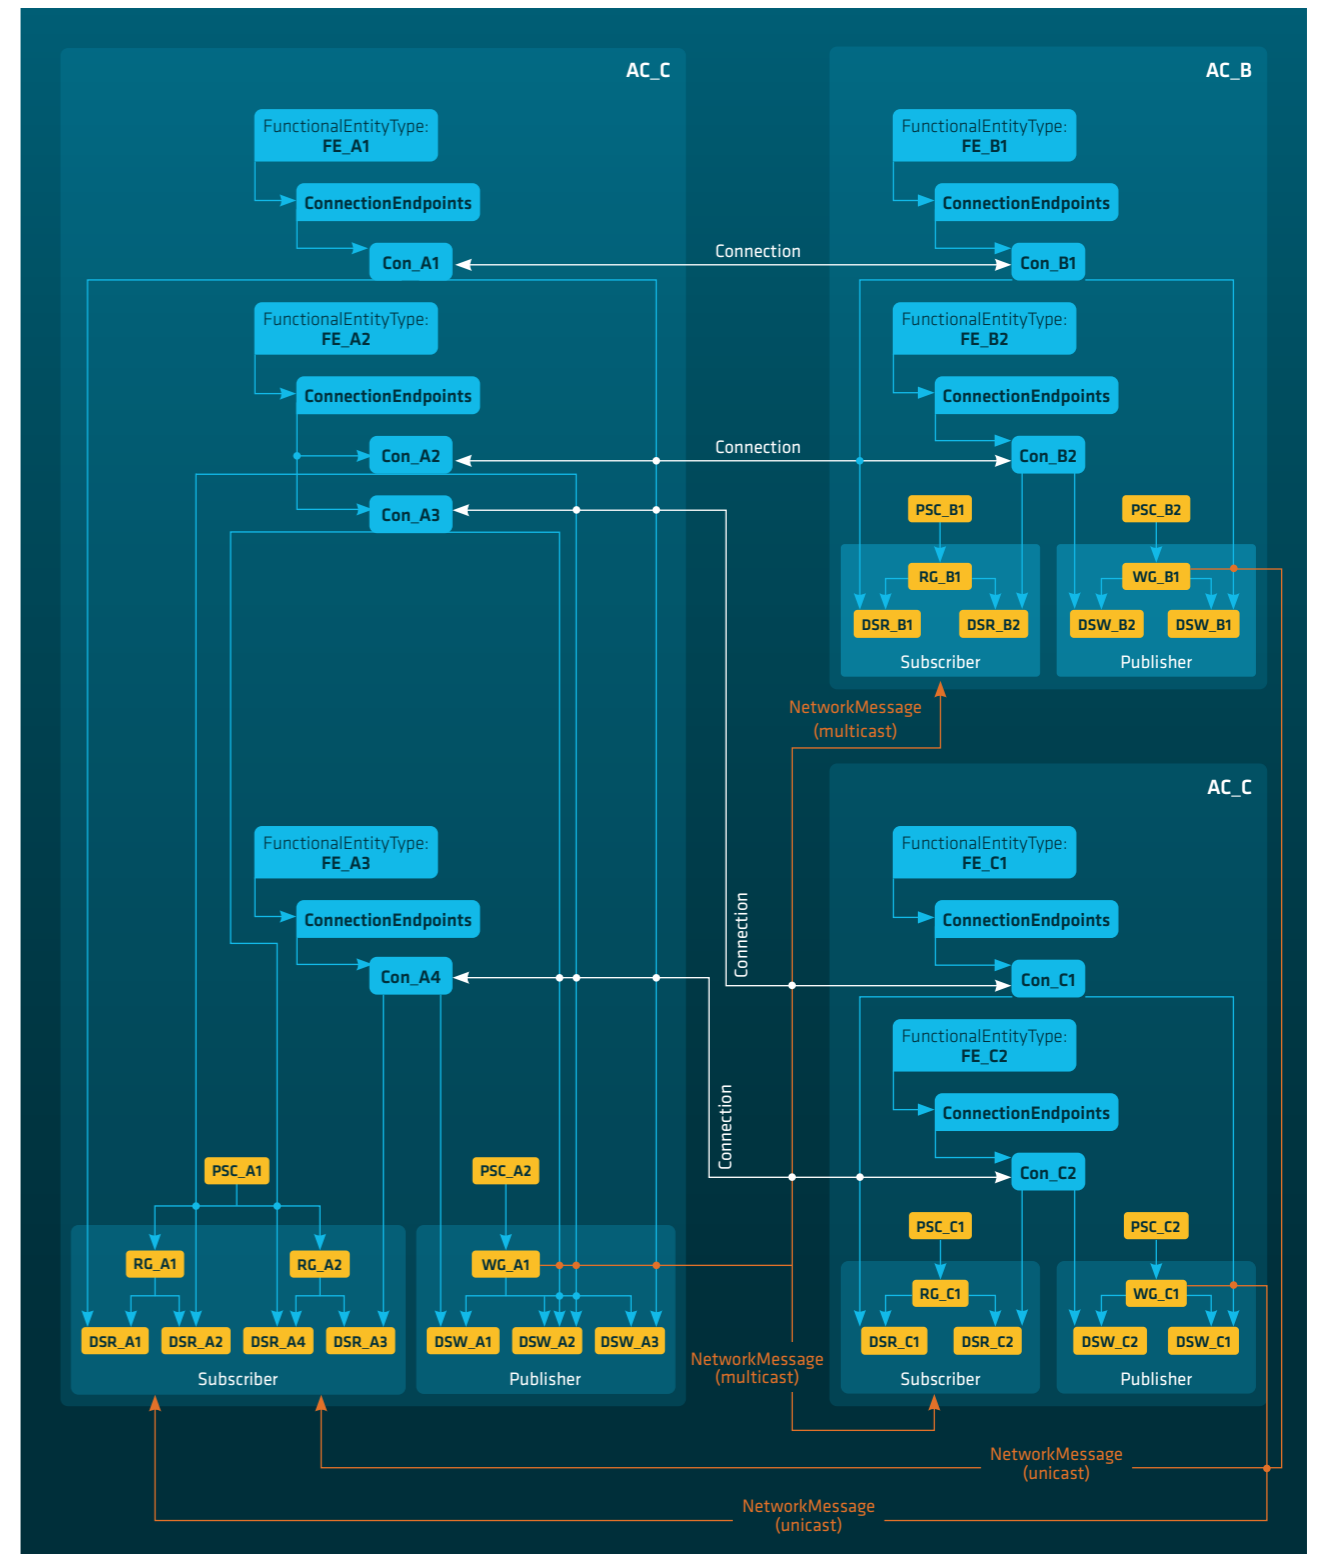 AC_C
FunctionalEntityType:
FE_A1
ConnectionEndpoints
Con_A1
FunctionalEntityType:
FE_A2
ConnectionEndpoints
Con_A2
Con_A3
FunctionalEntityType:
FE_A3
ConnectionEndpoints
Con_A4
PSC_A1
PSC_A2
RG_A1
RG_A2
WG_A1
DSR_A1
DSR_A2
DSR_A4
DSR_A3
DSW_A1
DSW_A2
DSW_A3
Subscriber
Publisher
Connection
Connection
Connection
Connection
AC_B
FunctionalEntityType:
FE_B1
ConnectionEndpoints
Con_B1
FunctionalEntityType:
FE_B2
ConnectionEndpoints
Con_B2
PSC_B1
PSC_B2
RG_B1
WG_B1
DSR_B1
DSR_B2
DSW_B2
DSW_B1
Subscriber
Publisher
NetworkMessage
(multicast)
AC_C
FunctionalEntityType:
FE_C1
ConnectionEndpoints
Con_C1
FunctionalEntityType:
FE_C2
ConnectionEndpoints
Con_C2
PSC_C1
PSC_C2
RG_C1
WG_C1
DSR_C1
DSR_C2
DSW_C2
DSW_C1
Subscriber
Publisher
NetworkMessage
(multicast)
NetworkMessage
(unicast)
NetworkMessage
(unicast)